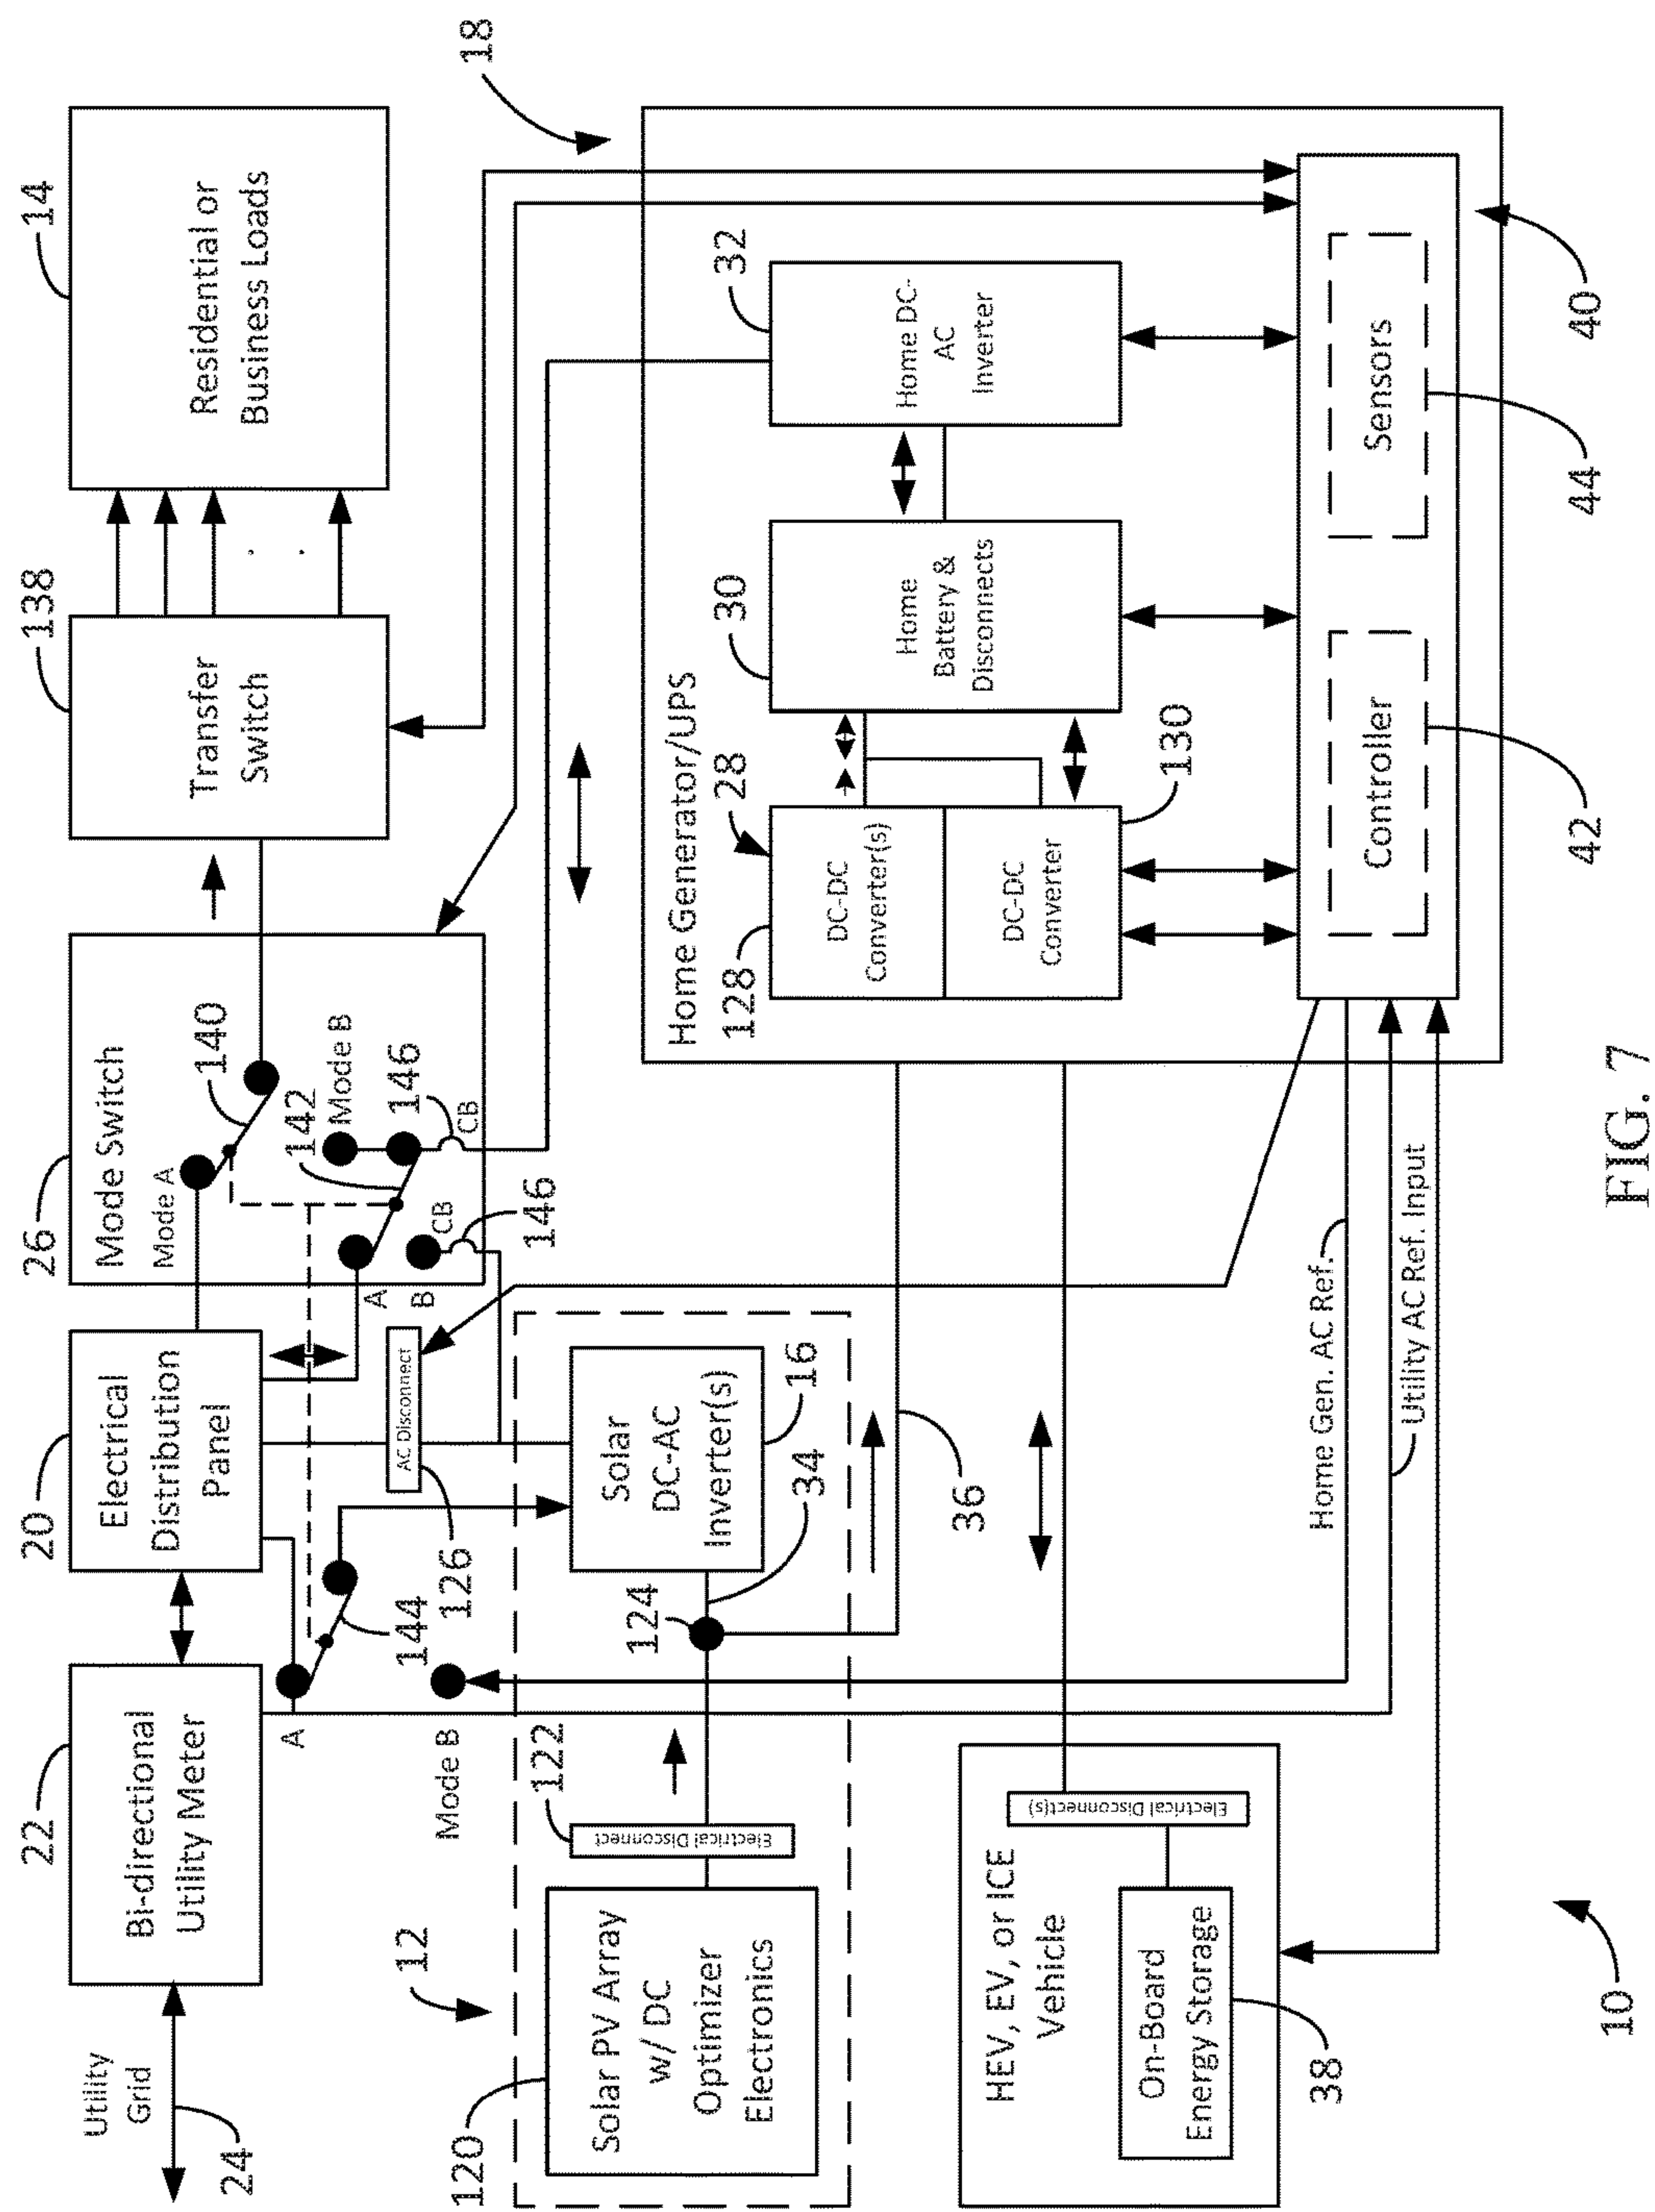 24
Utility
Grid
22
Bi-directional
Utility Meter
20
Electrical
Distribution
Panel
26
Mode Switch
Mode A
140
142
Mode B
146
CB
CB
146
A
B
138
Transfer
Switch
14
Residential or
Business Loads
A
144
Mode B
126
AC Disconnect
12
120
Solar PV Array
w/ DC
Optimizer
Electronics
122
Electrical Disconnect
124
34
Solar
DC-AC
Inverter(s)
16
36
18
Home Generator/UPS
128
28
DC-DC
Converter(s)
DC-DC
Converter
130
30
Home
Battery &
Disconnects
32
Home DC-
AC
Inverter
Controller
42
Sensors
44
40
HEV, EV, or ICE
Vehicle
On-Board
Energy Storage
38
Electrical Disconnect(s)
Home Gen. AC Ref.
Utility AC Ref. Input
10
FIG. 7